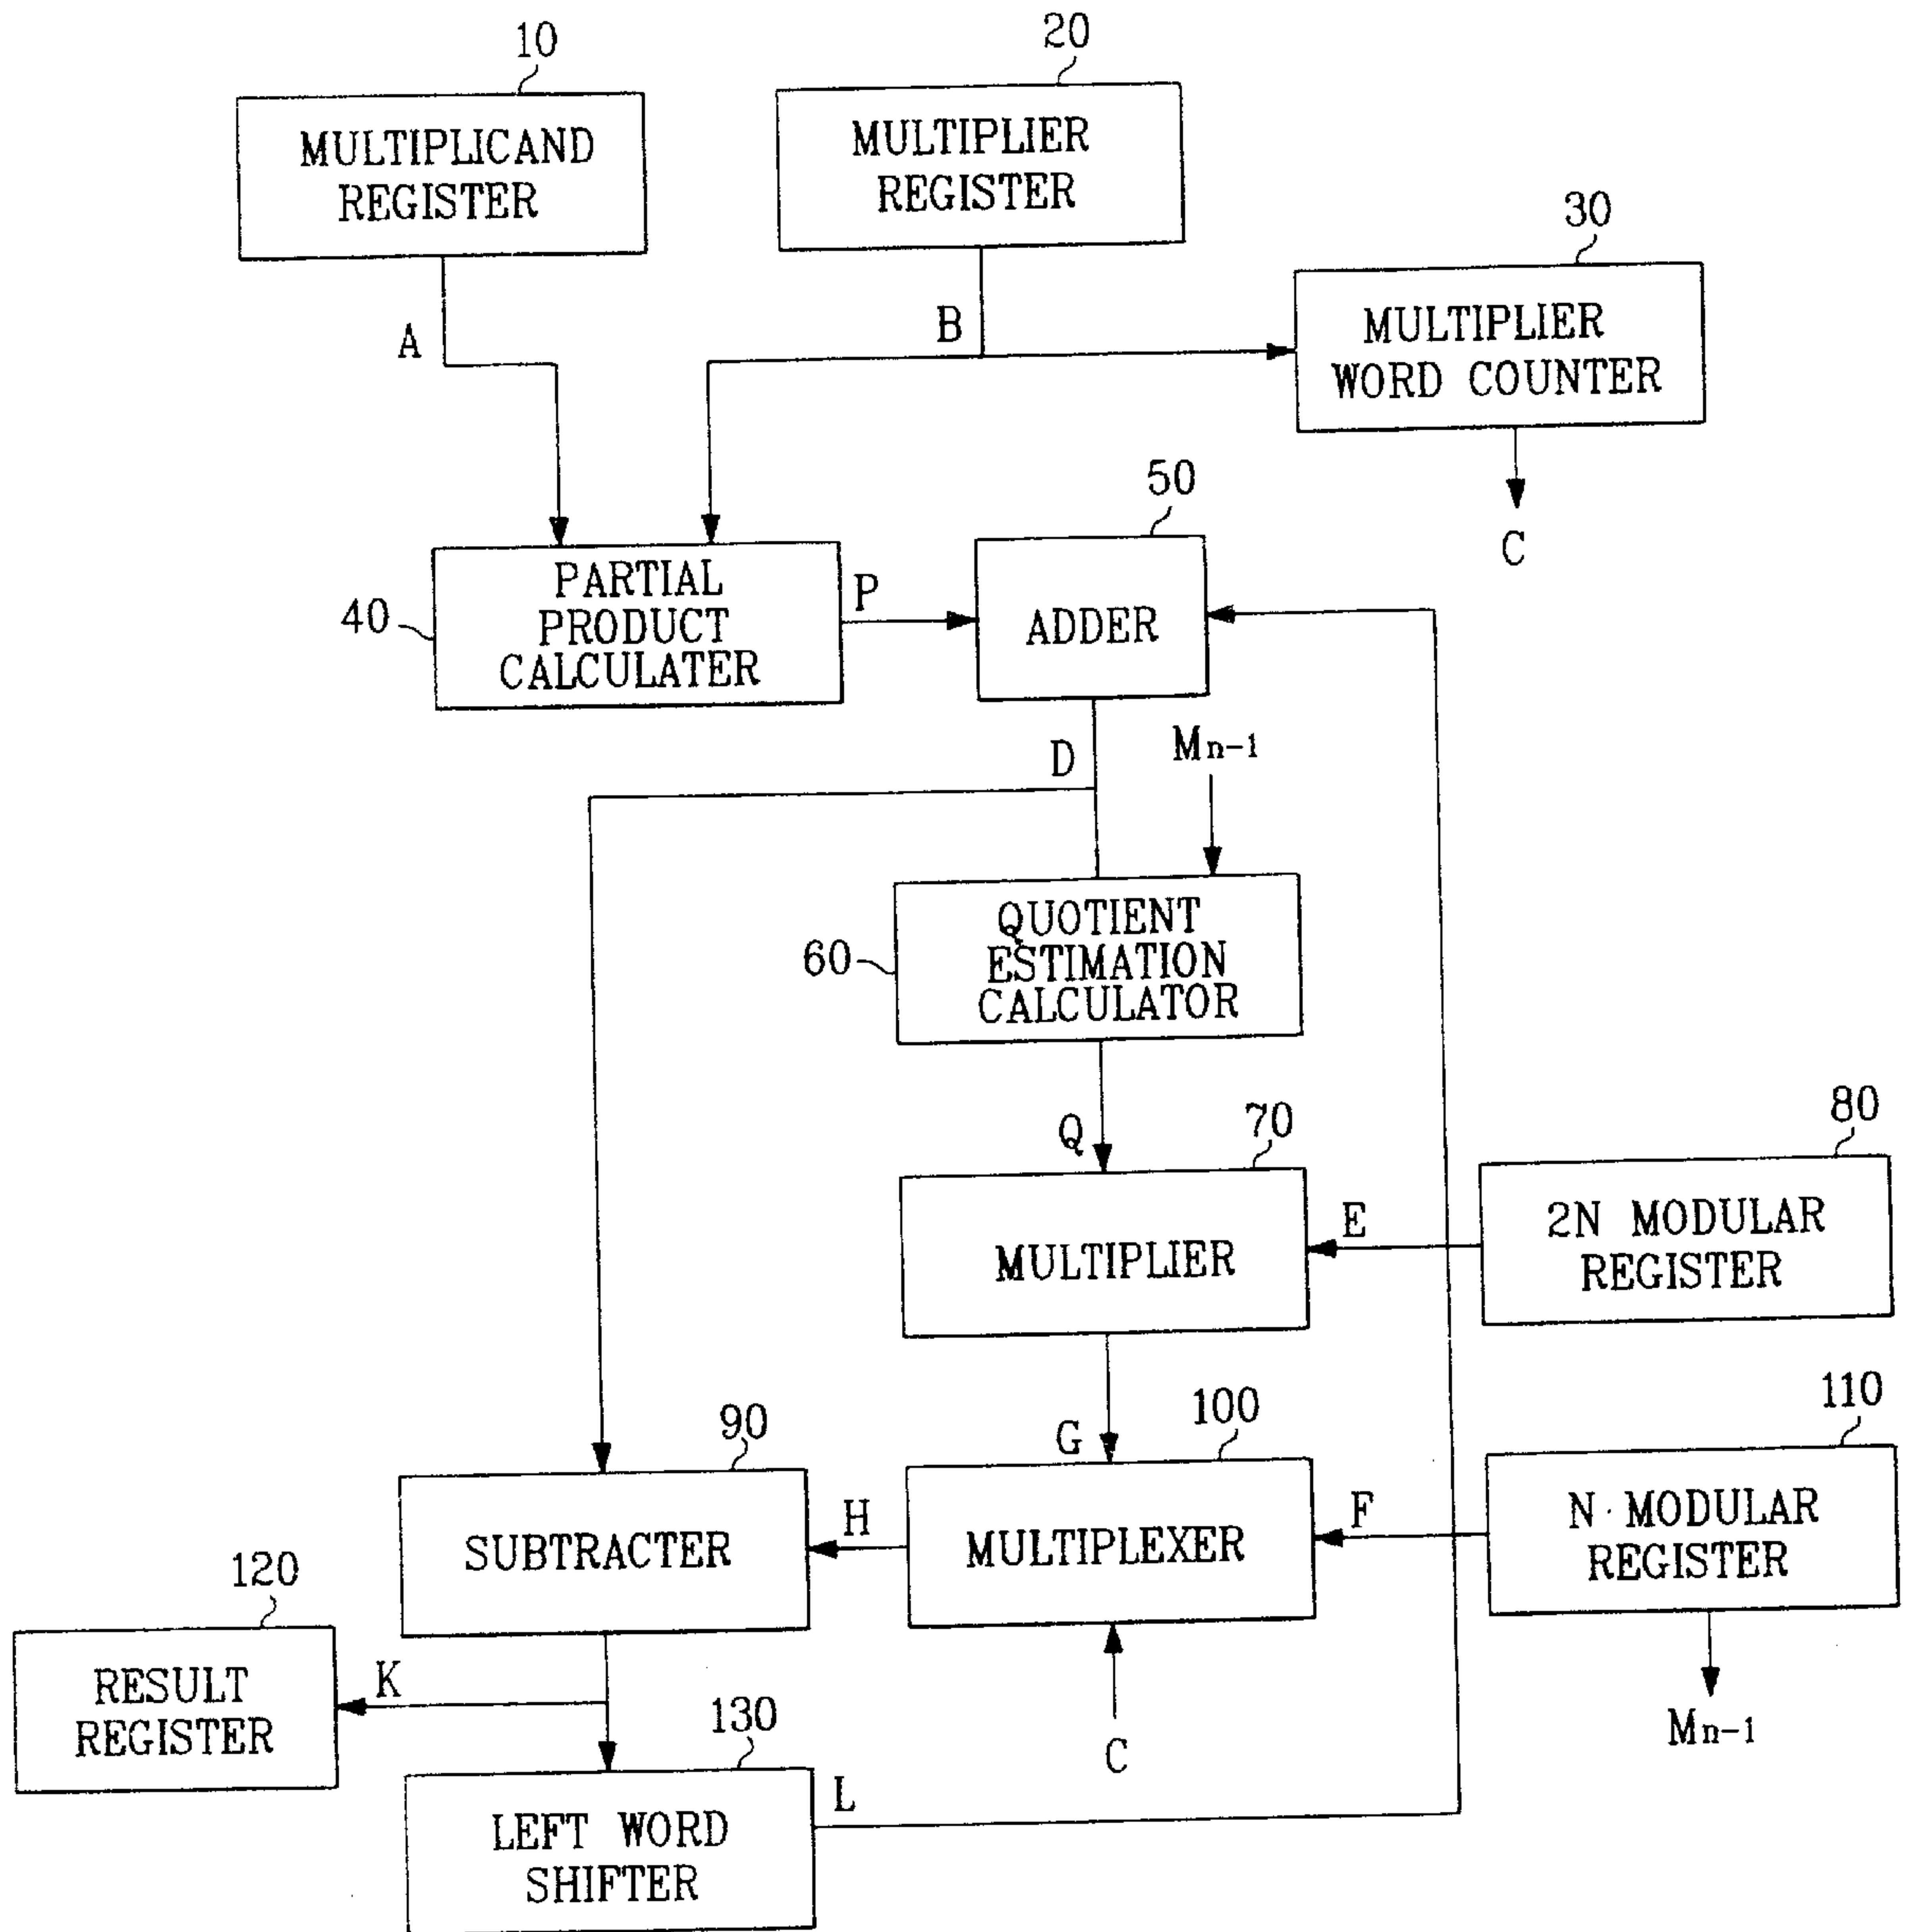 10
20
MULTIPLICAND
REGISTER
MULTIPLIER
REGISTER
30
MULTIPLIER
WORD COUNTER
A
B
C
50
PARTIAL
PRODUCT
CALCULATER
40
P
ADDER
D
Mn-1
QUOTIENT
ESTIMATION
CALCULATOR
60
Q
70
80
MULTIPLIER
E
2N MODULAR
REGISTER
G
100
110
90
SUBTRACTER
H
MULTIPLEXER
F
N MODULAR
REGISTER
120
RESULT
REGISTER
K
130
C
Mn-1
LEFT WORD
SHIFTER
L